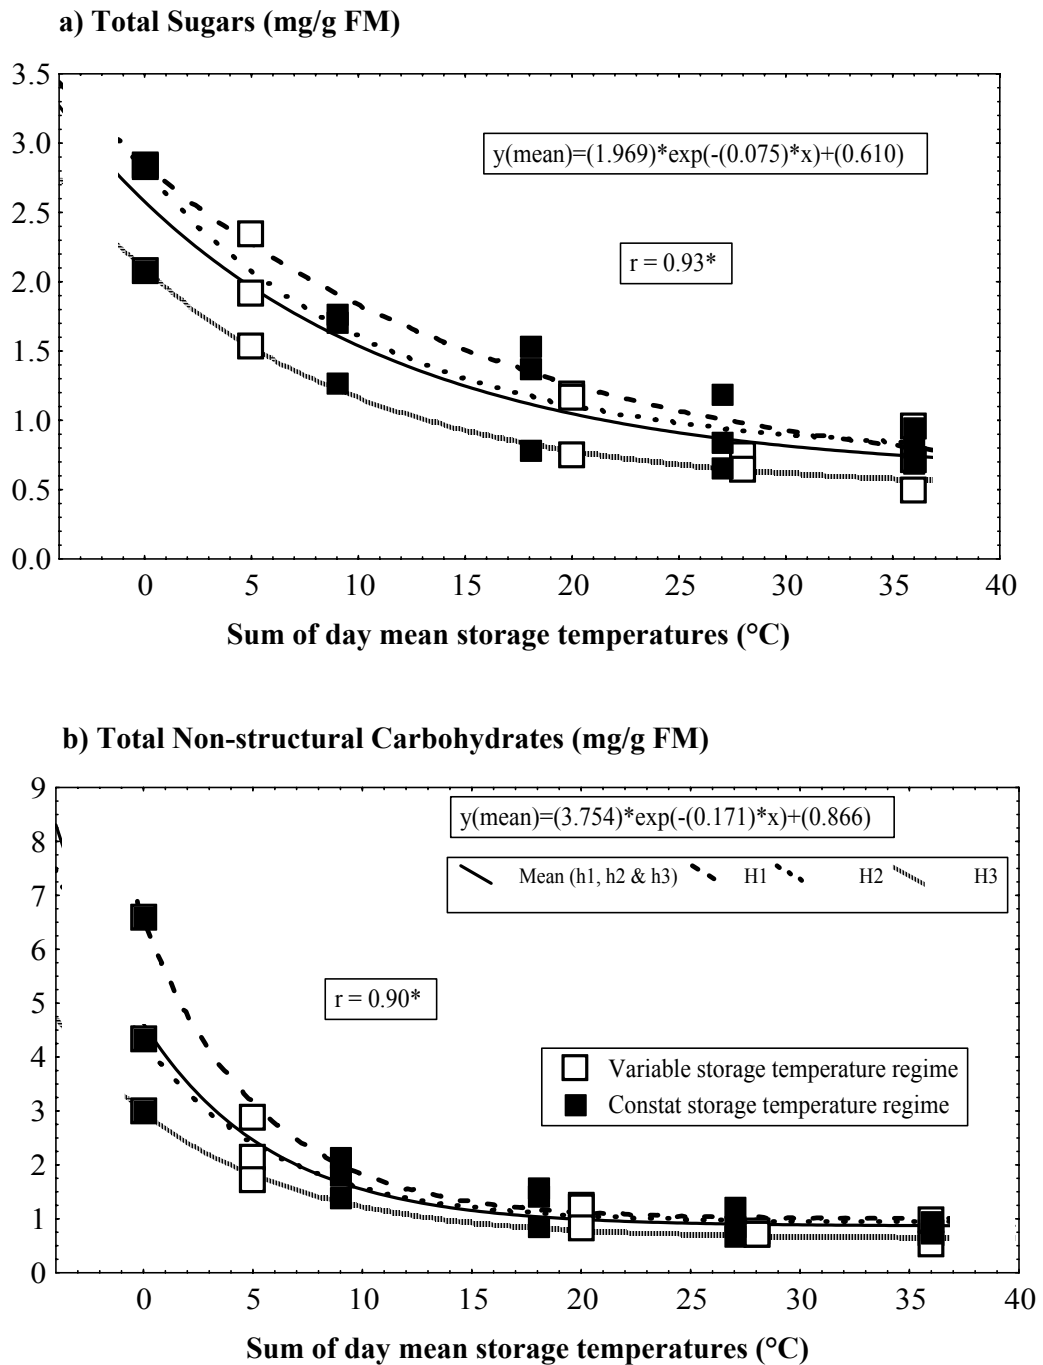 a) Total Sugars (mg/g FM)
3.5
3.0
y(mean)=(1.969)*exp(-(0.075)*x)+(0.610)
2.5
r = 0.93*
2.0
1.5
1.0
0.5
0.0
0 5 10 15 20 25 30 35 40
Sum of day mean storage temperatures (°C)
b) Total Non-structural Carbohydrates (mg/g FM)
9
y(mean)=(3.754)*exp(-(0.171)*x)+(0.866)
8
Mean (h1, h2 & h3) H1 H2 H3
7
6
r = 0.90*
5
4
Variable storage temperature regime
3
Constat storage temperature regime
2
1
0
0 5 10 15 20 25 30 35 40
Sum of day mean storage temperatures (°C)